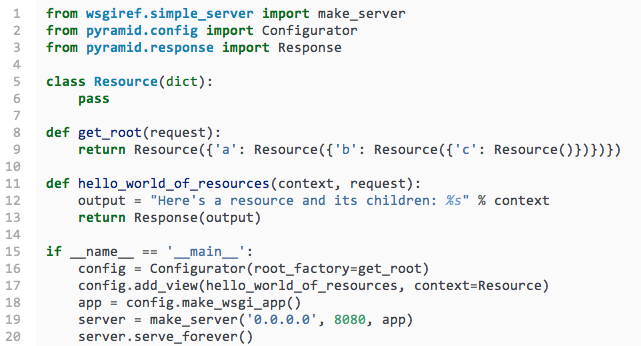 1 from wsgiref.simple_server import make_server
2 from pyramid.config import Configurator
3 from pyramid.response import Response
4
5 class Resource(dict):
6     pass
7
8 def get_root(request):
9     return Resource({'a': Resource({'b': Resource({'c': Resource()})})})
10
11 def hello_world_of_resources(context, request):
12     output = "Here's a resource and its children: %s" % context
13     return Response(output)
14
15 if __name__ == '__main__':
16     config = Configurator(root_factory=get_root)
17     config.add_view(hello_world_of_resources, context=Resource)
18     app = config.make_wsgi_app()
19     server = make_server('0.0.0.0', 8080, app)
20     server.serve_forever()